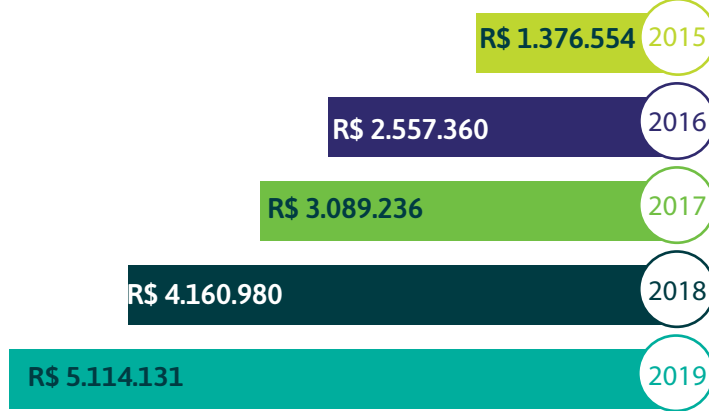 R$ 1.376.554 2015
R$ 2.557.360 2016
R$ 3.089.236 2017
R$ 4.160.980 2018
R$ 5.114.131 2019